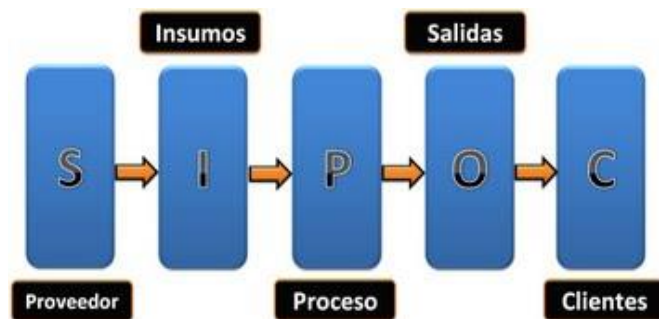 Insumos Salidas
S I P O C
Proveedor Proceso Clientes